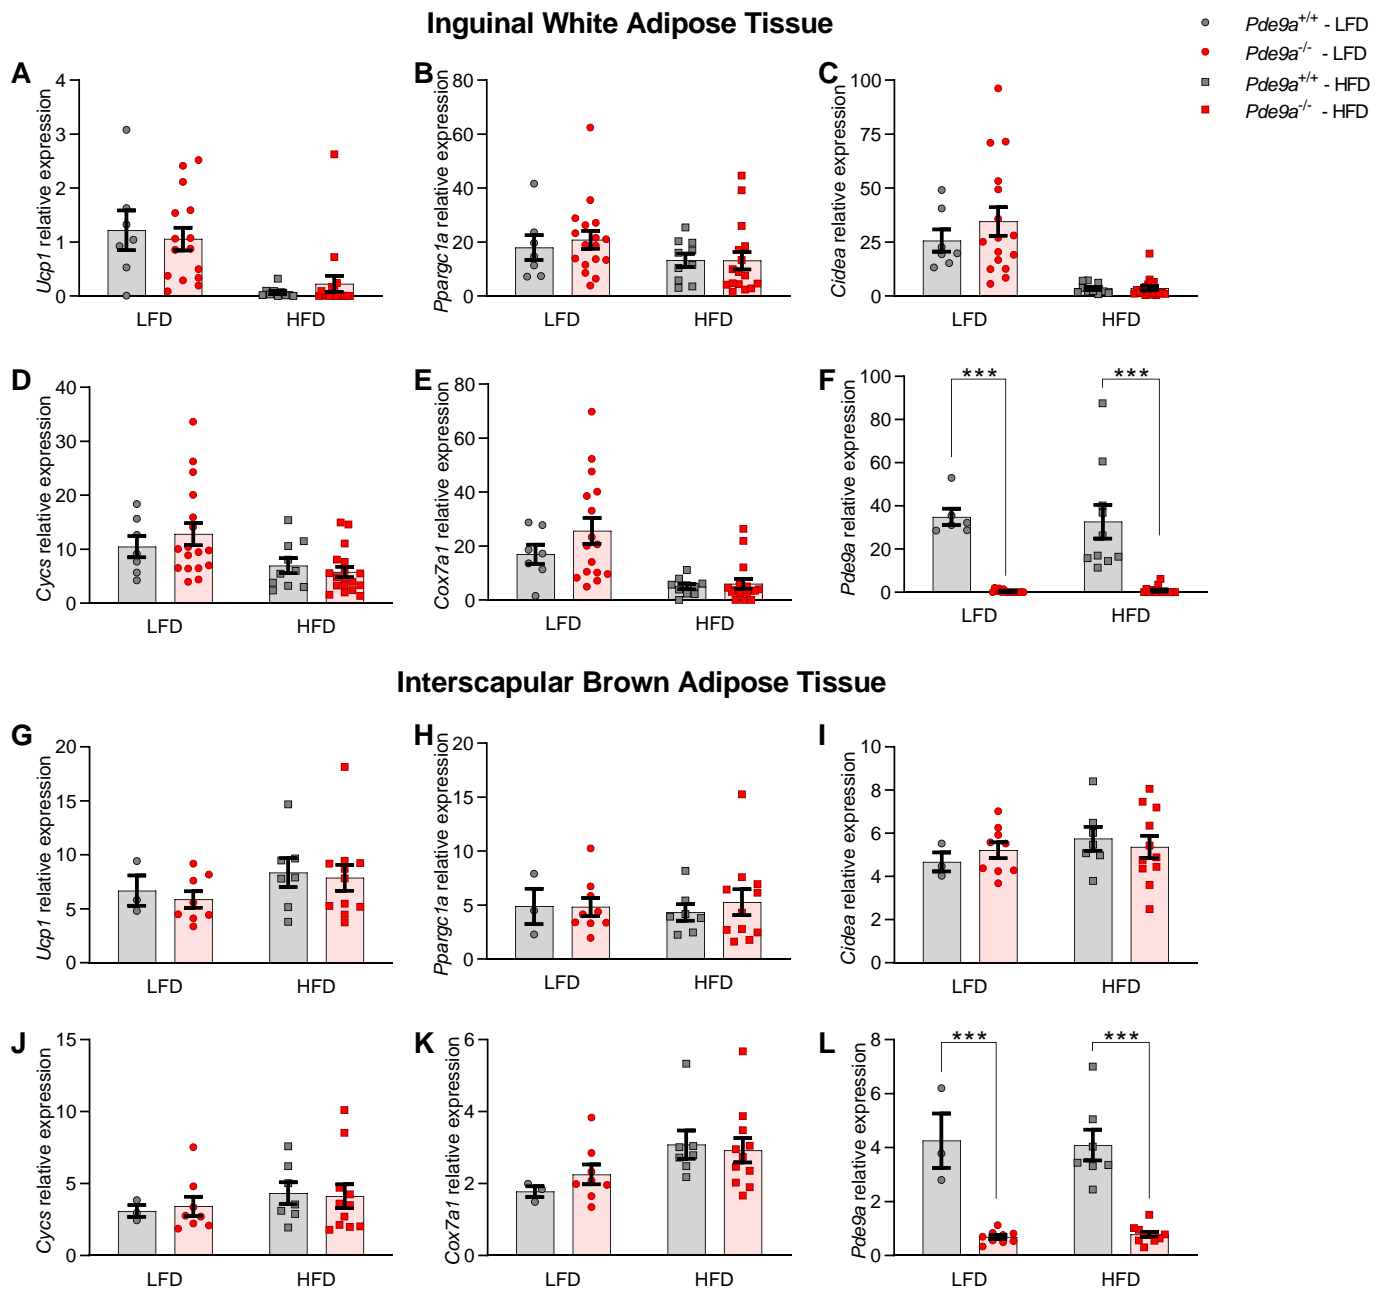 Inguinal White Adipose Tissue
Pde9a+/+ - LFD
Pde9a-/- - LFD
Pde9a+/+ - HFD
Pde9a-/- - HFD
A
Ucp1 relative expression
4
3
2
1
0
LFD HFD
B
Ppargc1a relative expression
80
60
40
20
0
LFD HFD
C
Cidea relative expression
100
75
50
25
0
LFD HFD
D
Cycs relative expression
40
30
20
10
0
LFD HFD
E
Cox7a1 relative expression
80
60
40
20
0
LFD HFD
F
Pde9a relative expression
100
80
60
40
20
0
*** ***
LFD HFD
Interscapular Brown Adipose Tissue
G
Ucp1 relative expression
20
15
10
5
0
LFD HFD
H
Ppargc1a relative expression
20
15
10
5
0
LFD HFD
I
Cidea relative expression
10
8
6
4
2
0
LFD HFD
J
Cycs relative expression
15
10
5
0
LFD HFD
K
Cox7a1 relative expression
6
4
2
0
LFD HFD
L
Pde9a relative expression
8
6
4
2
0
*** ***
LFD HFD